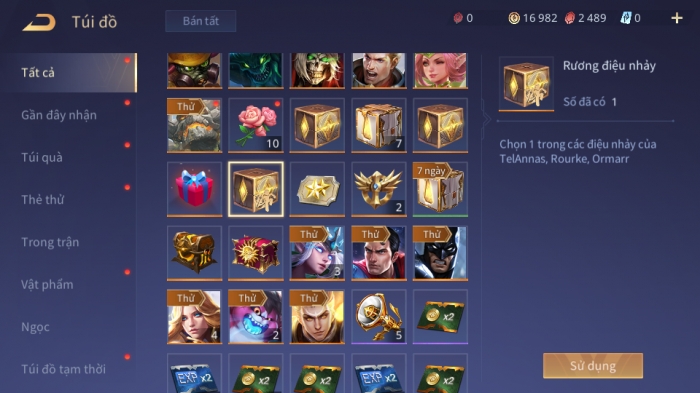 Túi đồ
Bán tất
0
16 982
2 489
0
+
Tất cả
Gần đây nhận
Túi quà
Thẻ thử
Trong trận
Vật phẩm
Ngọc
Túi đồ tạm thời
Thử
10
7
2
7 ngày
Thử
3
Thử
Thử
Thử
4
Thử
2
Thử
5
x2
EXP x2
x2
x2
EXP x2
x2
Rương điệu nhảy
Số đã có 1
Chọn 1 trong các điệu nhảy của
TelAnnas, Rourke, Ormarr
Sử dụng